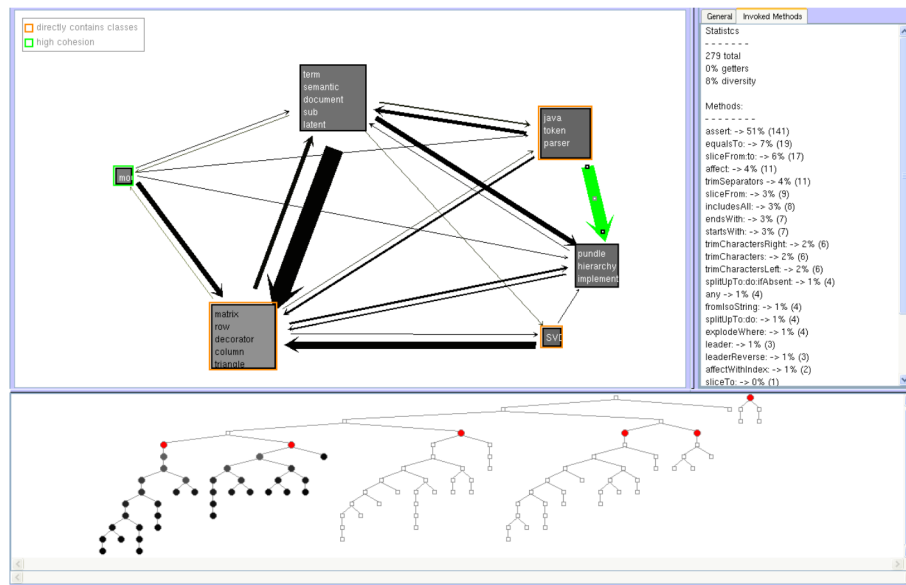 directly contains classes
high cohesion
term
semantic
document
sub
latent
java
token
parser
pundle
hierarchy
implement
matrix
row
decorator
column
triangle
General
Invoked Methods
Statistcs
- - - - - - -
279 total
0% getters
8% diversity
Methods:
- - - - - - - -
assert: -> 51% (141)
equalsTo: -> 7% (19)
sliceFrom:to: -> 6% (17)
affect: -> 4% (11)
trimSeparators -> 4% (11)
sliceFrom: -> 3% (9)
includesAll: -> 3% (8)
endsWith: -> 3% (7)
startsWith: -> 3% (7)
trimCharactersRight: -> 2% (6)
trimCharacters: -> 2% (6)
trimCharactersLeft: -> 2% (6)
splitUpTo:do:ifAbsent: -> 1% (4)
any -> 1% (4)
fromIsoString: -> 1% (4)
splitUpTo:do: -> 1% (4)
explodeWhere: -> 1% (4)
leader: -> 1% (3)
leaderReverse: -> 1% (3)
affectWithIndex: -> 1% (2)
sliceTo: -> 0% (1)